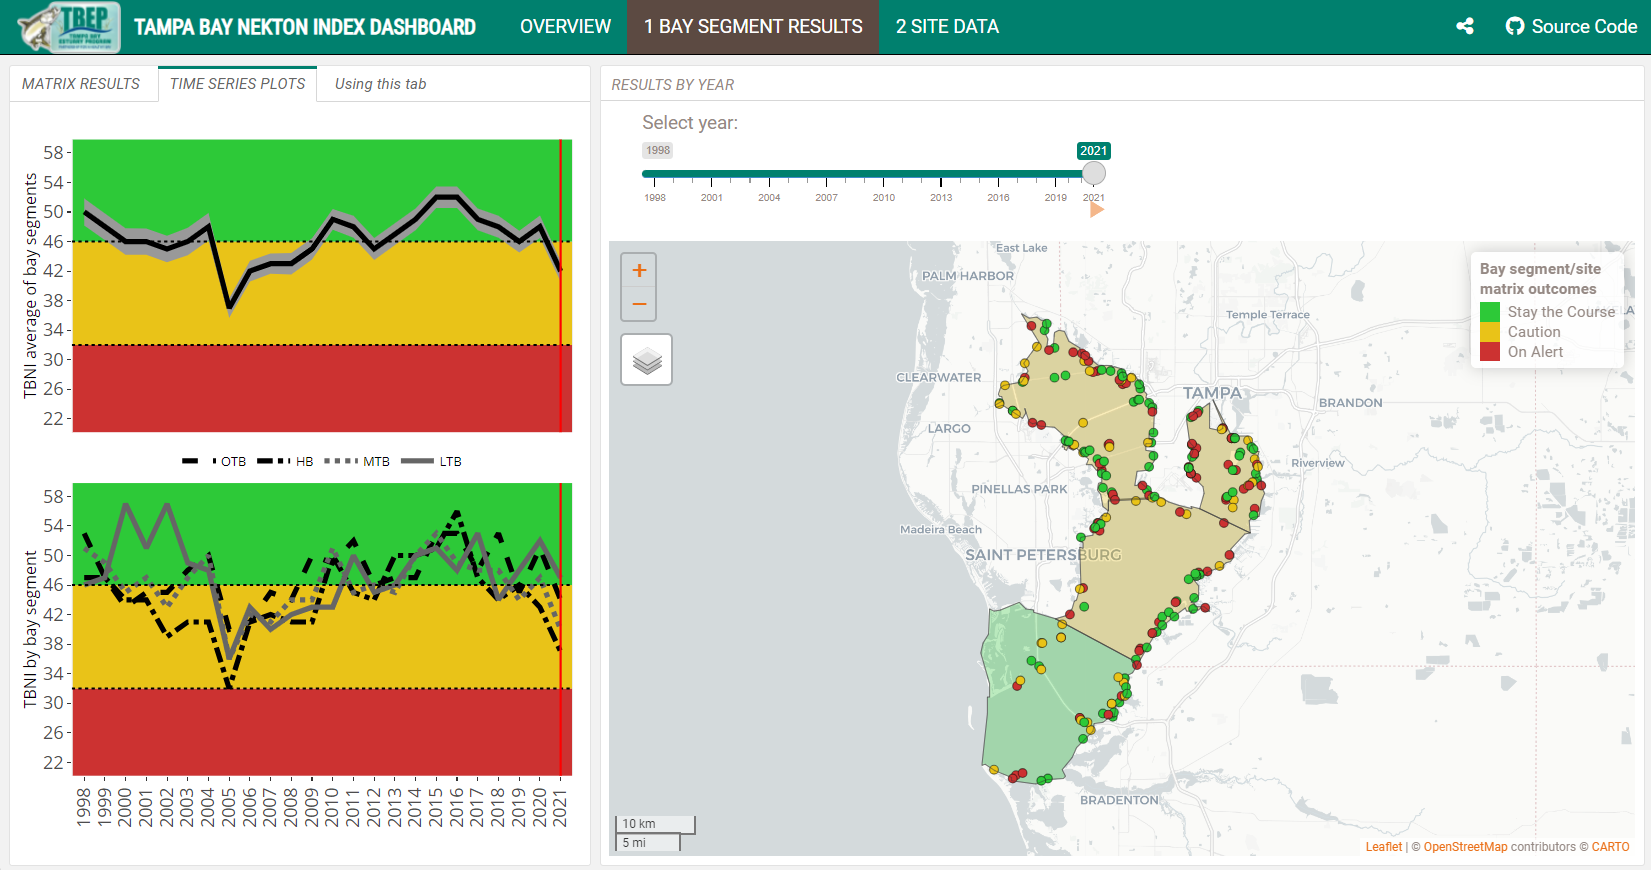 TBEP
TAMPA BAY
TAMPA BAY NEKTON INDEX DASHBOARD
OVERVIEW
1 BAY SEGMENT RESULTS
2 SITE DATA
Source Code
MATRIX RESULTS
TIME SERIES PLOTS
Using this tab
TBNI average of bay segments
58
54
50
46
42
38
34
30
26
22
OTB HB MTB LTB
TBNI by bay segment
58
54
50
46
42
38
34
30
26
22
1998 1999 2000 2001 2002 2003 2004 2005 2006 2007 2008 2009 2010 2011 2012 2013 2014 2015 2016 2017 2018 2019 2020 2021
RESULTS BY YEAR
Select year:
1998
2021
1998 2001 2004 2007 2010 2013 2016 2019 2021
+
−
East Lake
PALM HARBOR
Temple Terrace
CLEARWATER
TAMPA
BRANDON
LARGO
Riverview
PINELLAS PARK
Madeira Beach
SAINT PETERSBURG
BRADENTON
Bay segment/site
matrix outcomes
Stay the Course
Caution
On Alert
10 km
5 mi
Leaflet | © OpenStreetMap contributors © CARTO